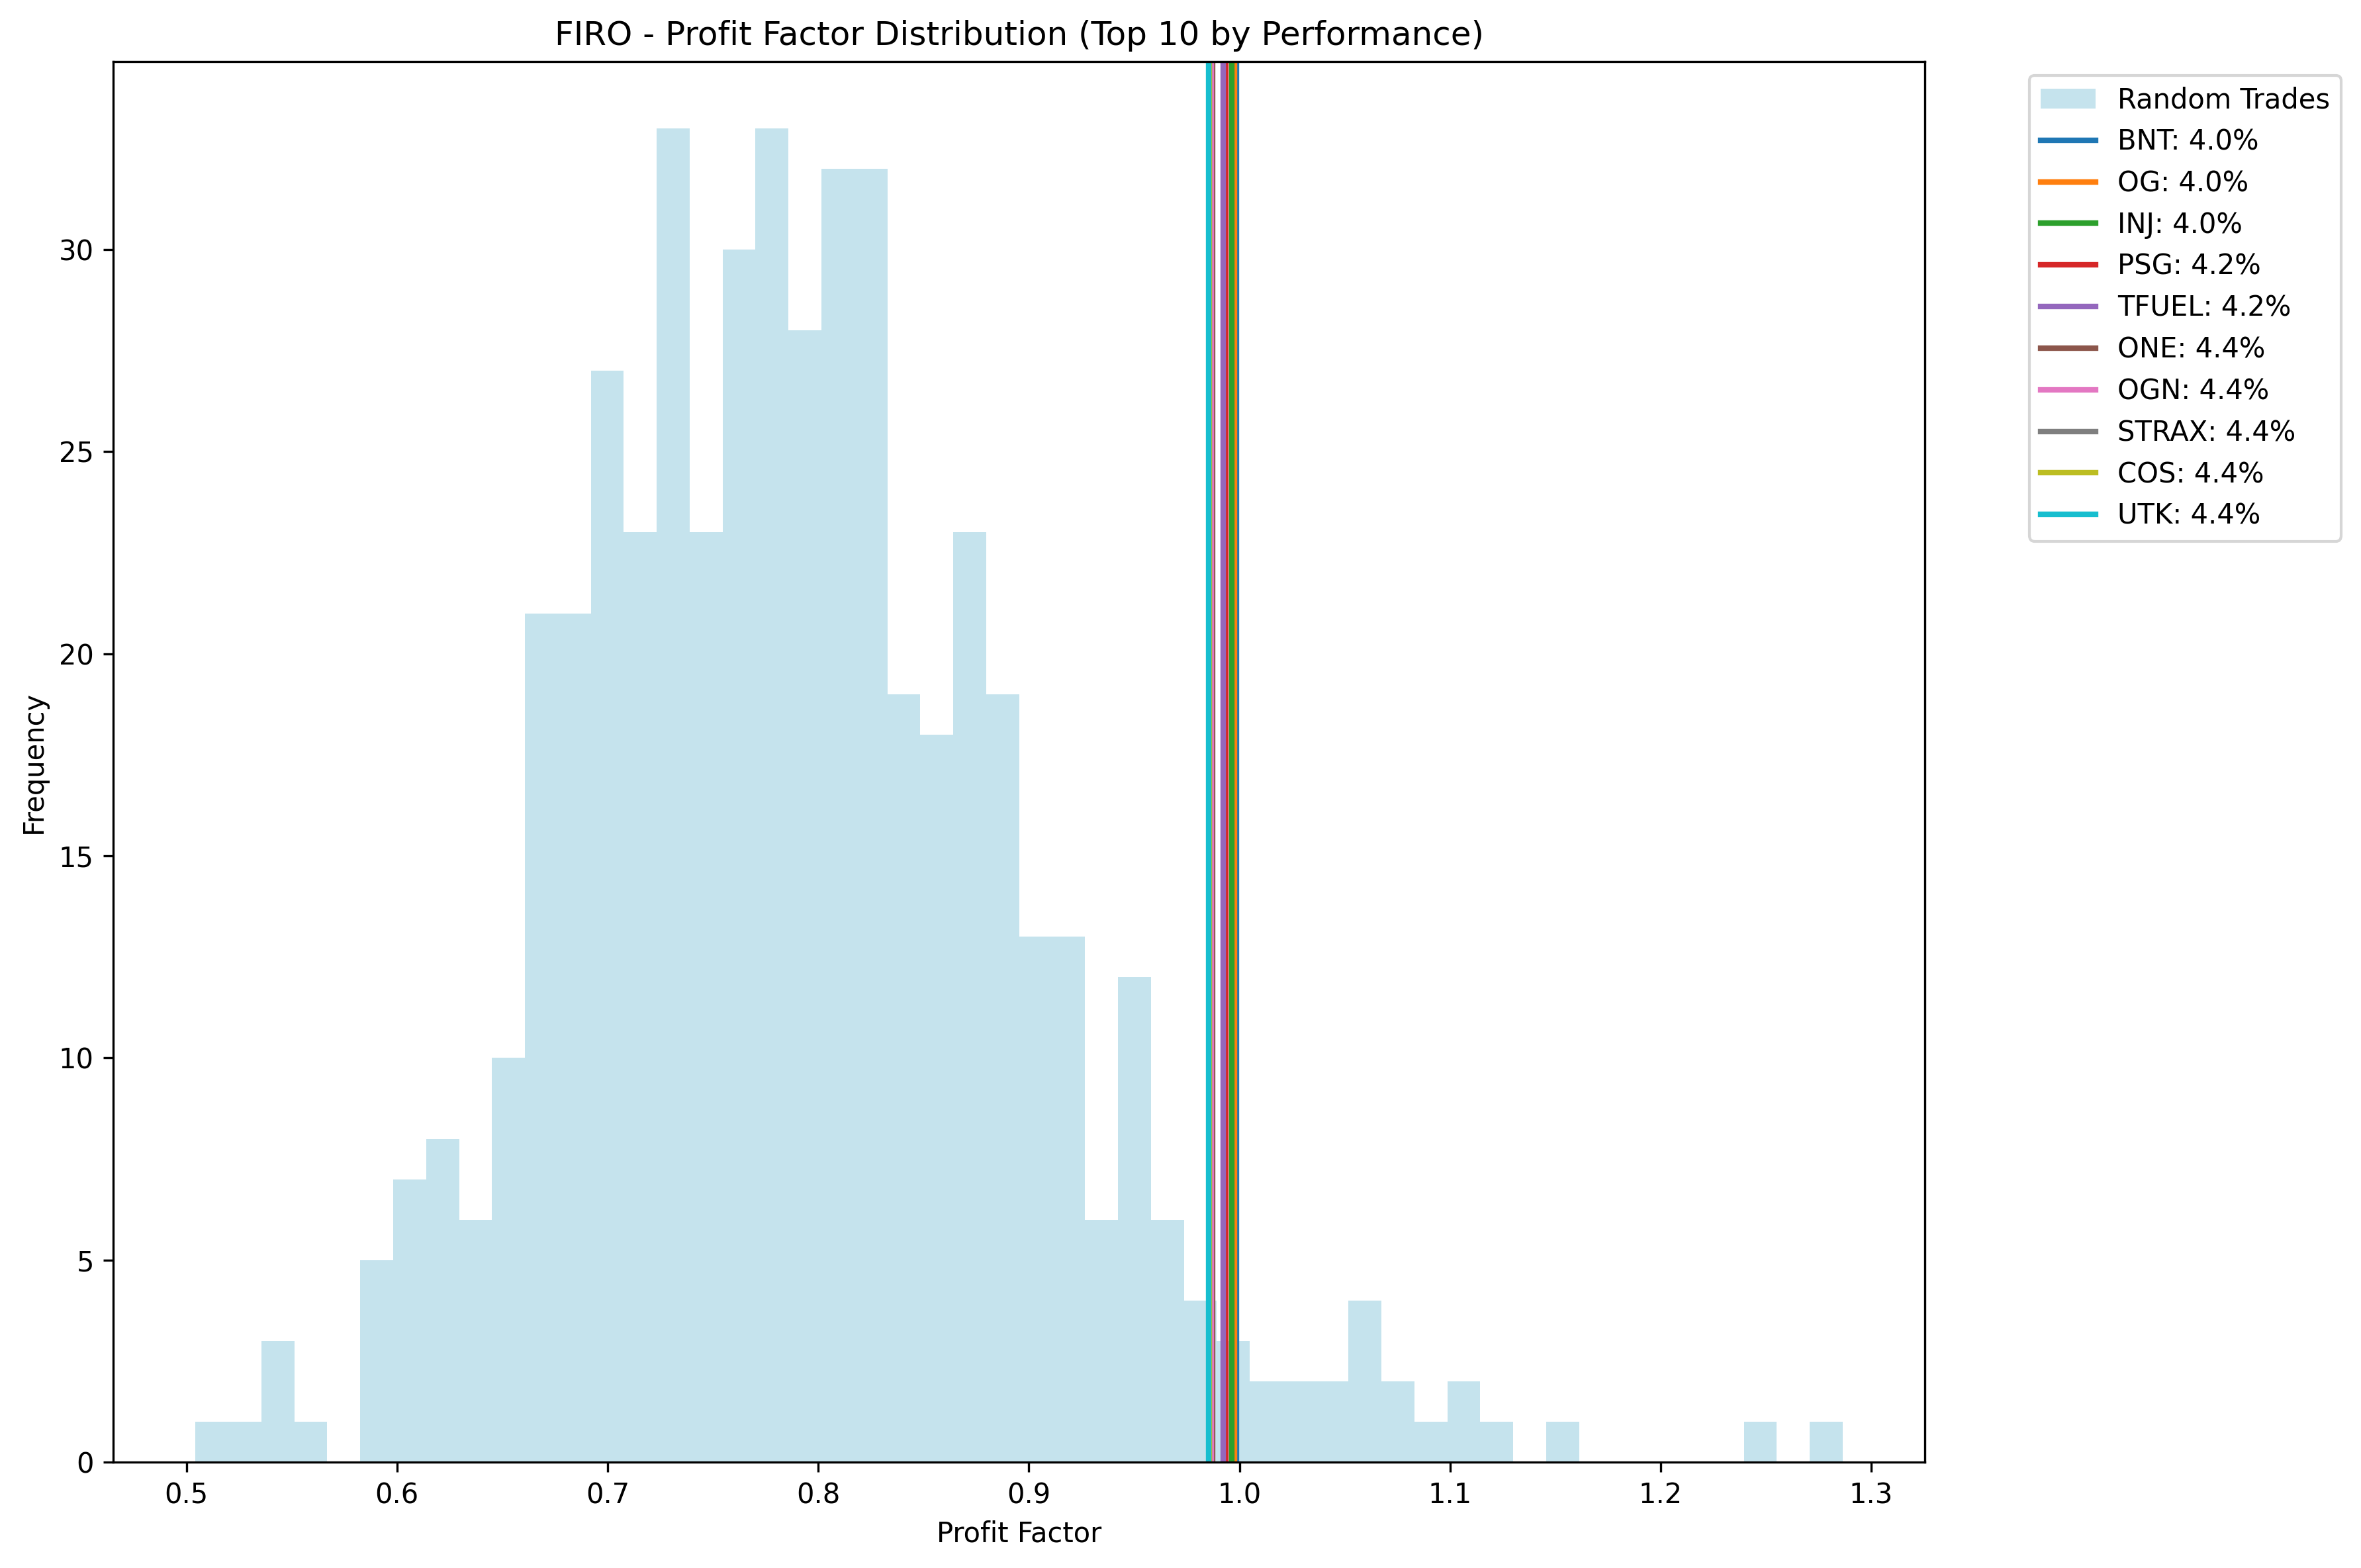 FIRO - Profit Factor Distribution (Top 10 by Performance)
Random Trades
BNT: 4.0%
OG: 4.0%
INJ: 4.0%
PSG: 4.2%
TFUEL: 4.2%
ONE: 4.4%
OGN: 4.4%
STRAX: 4.4%
COS: 4.4%
UTK: 4.4%
Frequency
30
25
20
15
10
5
0
0.5 0.6 0.7 0.8 0.9 1.0 1.1 1.2 1.3
Profit Factor